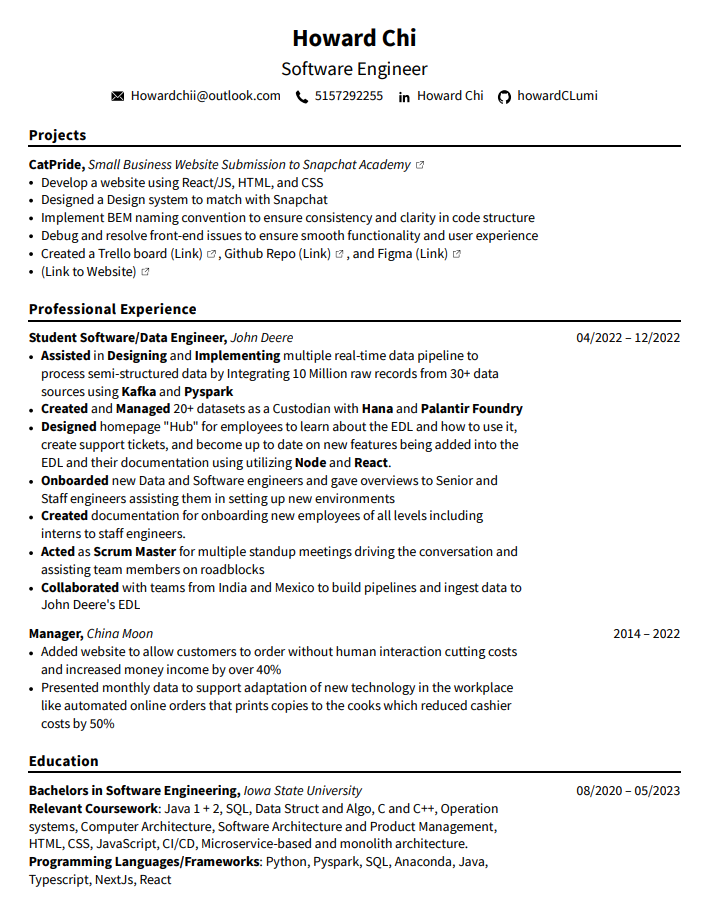 Howard Chi
Software Engineer
Howardchii@outlook.com 5157292255 Howard Chi howardCLumi
Projects
CatPride, Small Business Website Submission to Snapchat Academy
• Develop a website using React/JS, HTML, and CSS
• Designed a Design system to match with Snapchat
• Implement BEM naming convention to ensure consistency and clarity in code structure
• Debug and resolve front-end issues to ensure smooth functionality and user experience
• Created a Trello board (Link) , Github Repo (Link) , and Figma (Link)
• (Link to Website)
Professional Experience
Student Software/Data Engineer, John Deere 04/2022 – 12/2022
• Assisted in Designing and Implementing multiple real-time data pipeline to
process semi-structured data by Integrating 10 Million raw records from 30+ data
sources using Kafka and Pyspark
• Created and Managed 20+ datasets as a Custodian with Hana and Palantir Foundry
• Designed homepage "Hub" for employees to learn about the EDL and how to use it,
create support tickets, and become up to date on new features being added into the
EDL and their documentation using utilizing Node and React.
• Onboarded new Data and Software engineers and gave overviews to Senior and
Staff engineers assisting them in setting up new environments
• Created documentation for onboarding new employees of all levels including
interns to staff engineers.
• Acted as Scrum Master for multiple standup meetings driving the conversation and
assisting team members on roadblocks
• Collaborated with teams from India and Mexico to build pipelines and ingest data to
John Deere's EDL
Manager, China Moon 2014 – 2022
• Added website to allow customers to order without human interaction cutting costs
and increased money income by over 40%
• Presented monthly data to support adaptation of new technology in the workplace
like automated online orders that prints copies to the cooks which reduced cashier
costs by 50%
Education
Bachelors in Software Engineering, Iowa State University 08/2020 – 05/2023
Relevant Coursework: Java 1 + 2, SQL, Data Struct and Algo, C and C++, Operation
systems, Computer Architecture, Software Architecture and Product Management,
HTML, CSS, JavaScript, CI/CD, Microservice-based and monolith architecture.
Programming Languages/Frameworks: Python, Pyspark, SQL, Anaconda, Java,
Typescript, NextJs, React